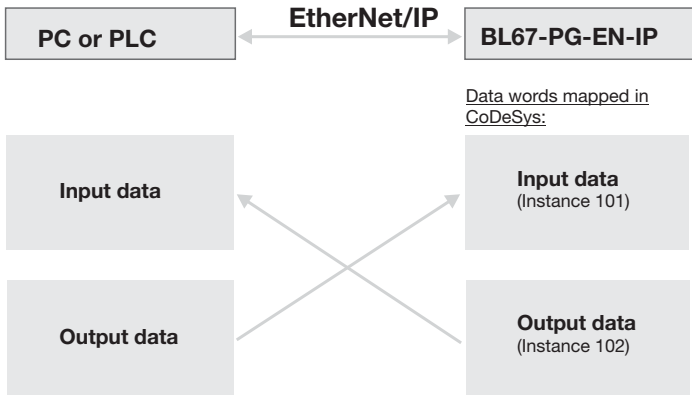 EtherNet/IP
PC or PLC
BL67-PG-EN-IP
Data words mapped in
CoDeSys:
Input data
Input data
(Instance 101)
Output data
Output data
(Instance 102)